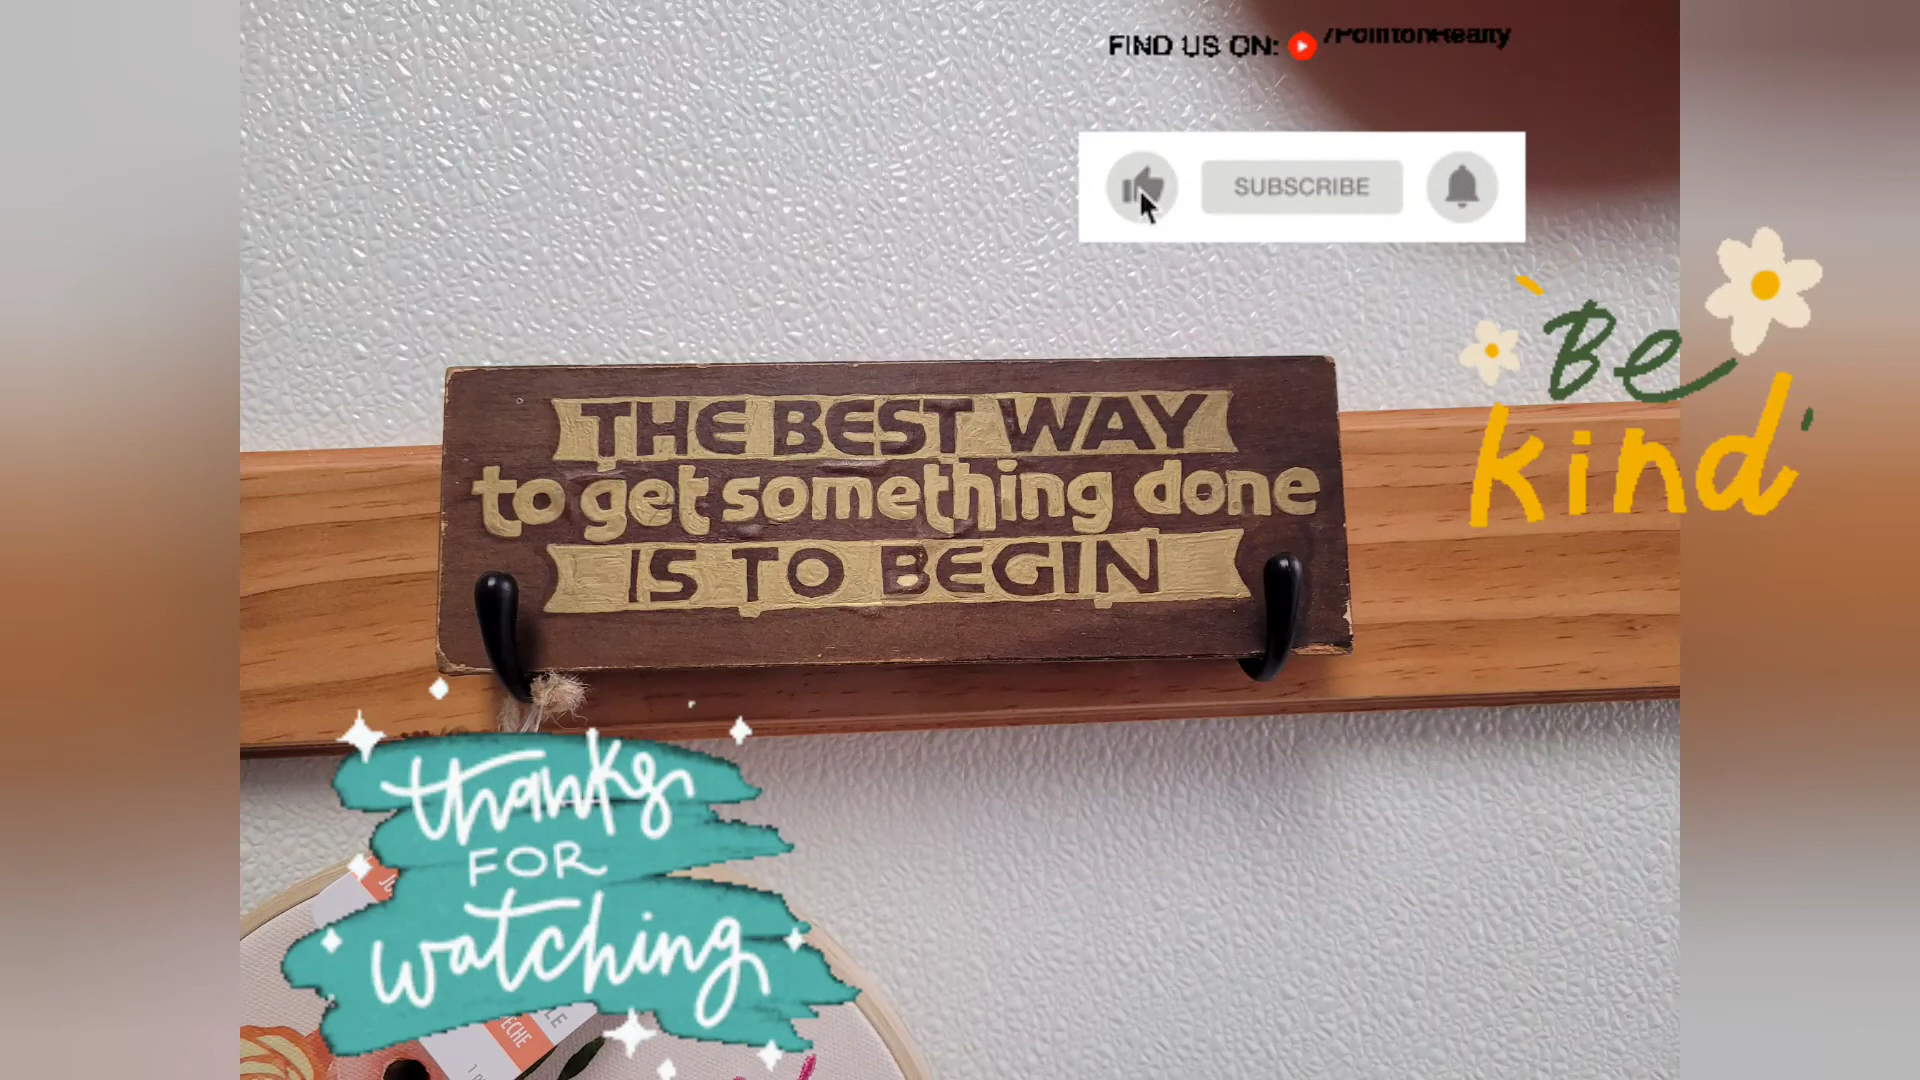 FIND US ON:
SUBSCRIBE
Be
kind
THE BEST WAY
to get something done
IS TO BEGIN
thanks
FOR
watching